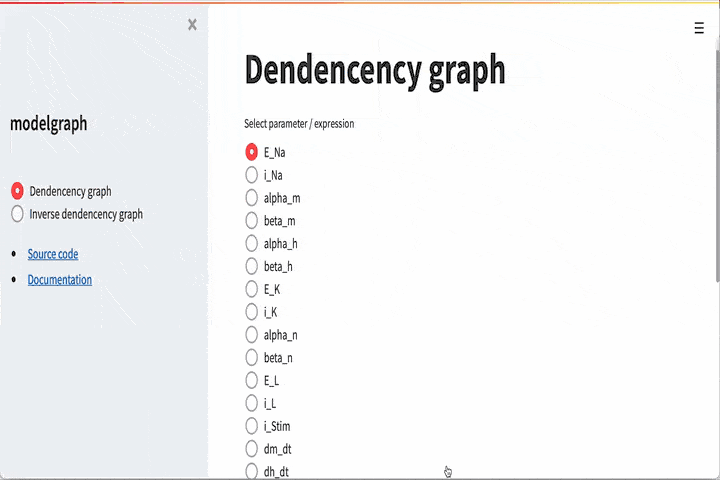 modelgraph
Dendencency graph
Inverse dendencency graph
Source code
Documentation
Dendencency graph
Select parameter / expression
E_Na
i_Na
alpha_m
beta_m
alpha_h
beta_h
E_K
i_K
alpha_n
beta_n
E_L
i_L
i_Stim
dm_dt
dh_dt